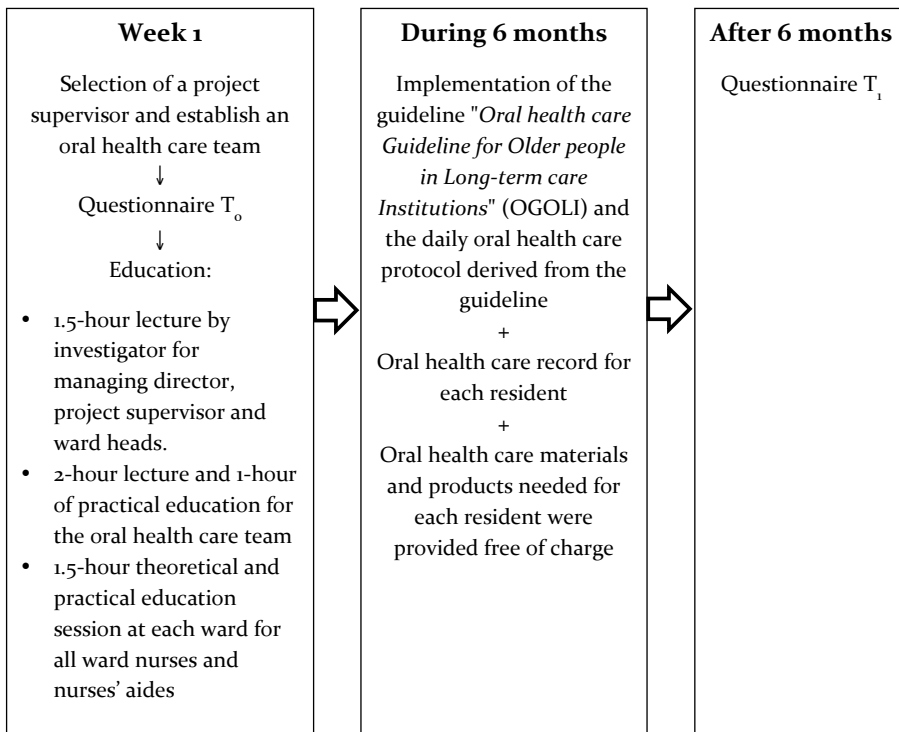 Week 1
Selection of a project
supervisor and establish an
oral health care team
↓
Questionnaire T₀
↓
Education:
• 1.5-hour lecture by
investigator for
managing director,
project supervisor and
ward heads.
• 2-hour lecture and 1-hour
of practical education for
the oral health care team
• 1.5-hour theoretical and
practical education
session at each ward for
all ward nurses and
nurses’ aides
During 6 months
Implementation of the
guideline "Oral health care
Guideline for Older people
in Long-term care
Institutions" (OGOLI) and
the daily oral health care
protocol derived from the
guideline
+
Oral health care record for
each resident
+
Oral health care materials
and products needed for
each resident were
provided free of charge
After 6 months
Questionnaire T₁